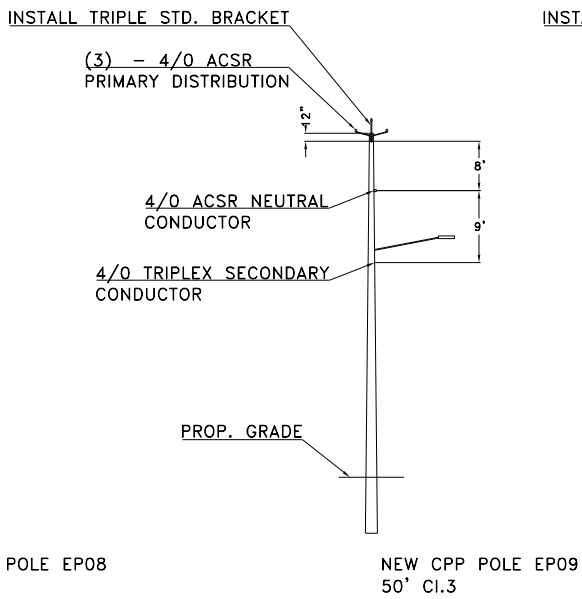 INSTALL TRIPLE STD. BRACKET
INST
(3) - 4/0 ACSR
PRIMARY DISTRIBUTION
12"
8'
4/0 ACSR NEUTRAL
CONDUCTOR
9'
4/0 TRIPLEX SECONDARY
CONDUCTOR
PROP. GRADE
POLE EP08
NEW CPP POLE EP09
50' Cl.3